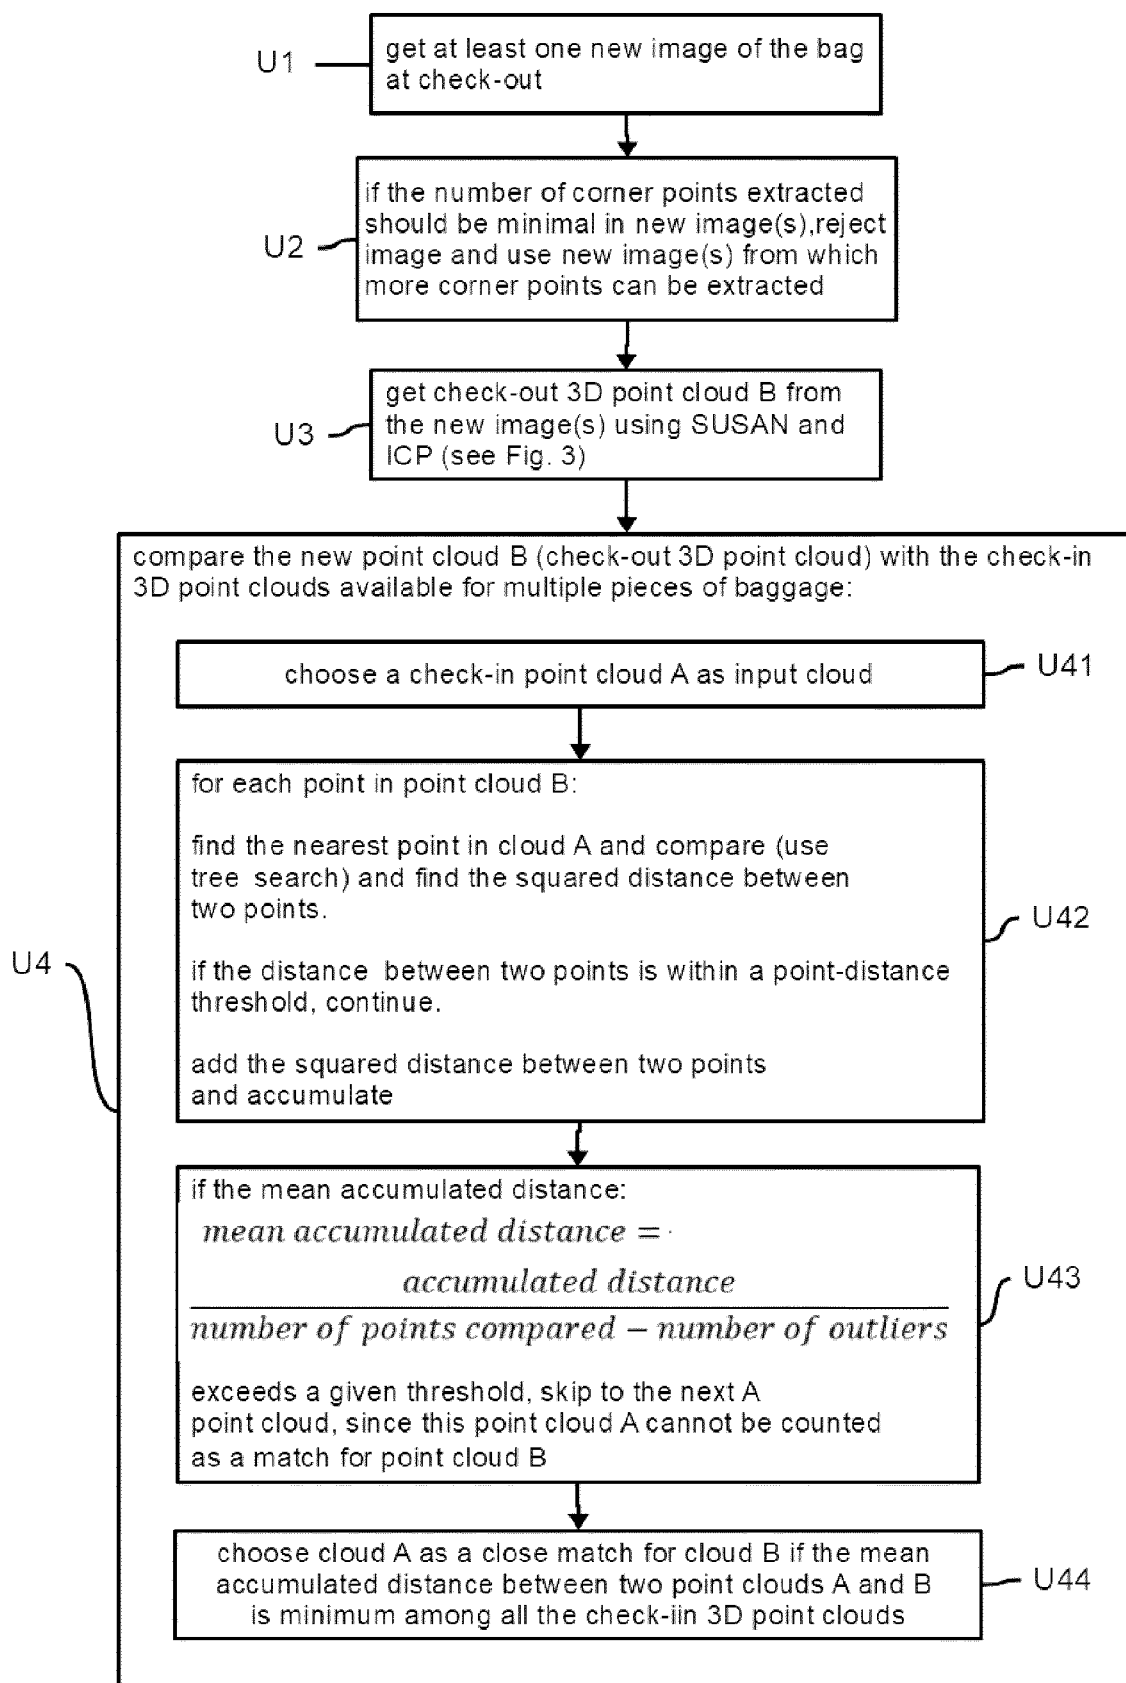 U1
get at least one new image of the bag
at check-out
U2
if the number of corner points extracted
should be minimal in new image(s),reject
image and use new image(s) from which
more corner points can be extracted
U3
get check-out 3D point cloud B from
the new image(s) using SUSAN and
ICP (see Fig. 3)
U4
compare the new point cloud B (check-out 3D point cloud) with the check-in
3D point clouds available for multiple pieces of baggage:
choose a check-in point cloud A as input cloud
U41
for each point in point cloud B:
find the nearest point in cloud A and compare (use
tree search) and find the squared distance between
two points.
if the distance between two points is within a point-distance
threshold, continue.
add the squared distance between two points
and accumulate
U42
if the mean accumulated distance:
mean accumulated distance =
accumulated distance
number of points compared − number of outliers
exceeds a given threshold, skip to the next A
point cloud, since this point cloud A cannot be counted
as a match for point cloud B
U43
choose cloud A as a close match for cloud B if the mean
accumulated distance between two point clouds A and B
is minimum among all the check-iin 3D point clouds
U44